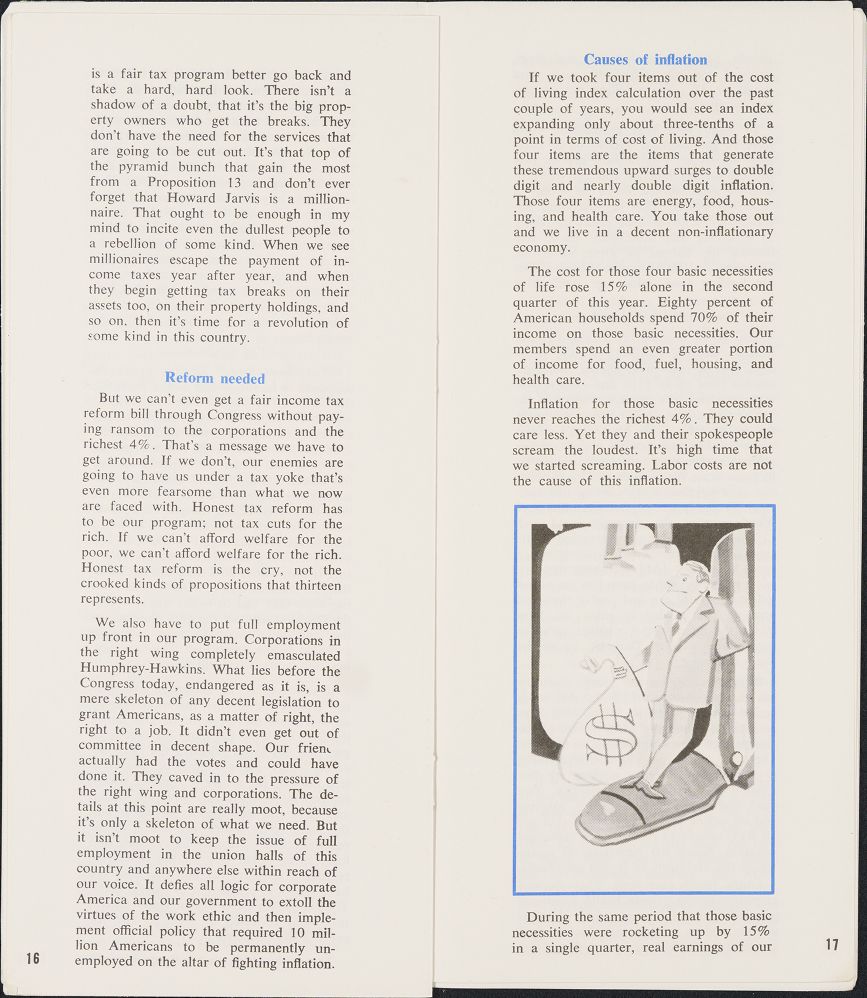 is a fair tax program better go back and
take a hard, hard look. There isn't a
shadow of a doubt, that it's the big prop-
erty owners who get the breaks. They
don't have the need for the services that
are going to be cut out. It's that top of
the pyramid bunch that gain the most
from a Proposition 13 and don't ever
forget that Howard Jarvis is a million-
naire. That ought to be enough in my
mind to incite even the dullest people to
a rebellion of some kind. When we see
millionaires escape the payment of in-
come taxes year after year, and when
they begin getting tax breaks on their
assets too, on their property holdings, and
so on, then it's time for a revolution of
some kind in this country.
Reform needed
But we can't even get a fair income tax
reform bill through Congress without pay-
ing ransom to the corporations and the
richest 4%. That's a message we have to
get around. If we don't, our enemies are
going to have us under a tax yoke that's
even more fearsome than what we now
are faced with. Honest tax reform has
to be our program; not tax cuts for the
rich. If we can't afford welfare for the
poor, we can't afford welfare for the rich.
Honest tax reform is the cry, not the
crooked kinds of propositions that thirteen
represents.
We also have to put full employment
up front in our program. Corporations in
the right wing completely emasculated
Humphrey-Hawkins. What lies before the
Congress today, endangered as it is, is a
mere skeleton of any decent legislation to
grant Americans, as a matter of right, the
right to a job. It didn't even get out of
committee in decent shape. Our
actually had the votes and could have
done it. They caved in to the pressure of
the right wing and corporations. The de-
tails at this point are really moot, because
it's only a skeleton of what we need. But
it isn't moot to keep the issue of full
employment in the union halls of this
country and anywhere else within reach of
our voice. It defies all logic for corporate
America and our government to extoll the
virtues of the work ethic and then imple-
ment official policy that required 10 mil-
lion Americans to be permanently un-
employed on the altar of fighting inflation.
16
Causes of inflation
If we took four items out of the cost
of living index calculation over the past
couple of years, you would see an index
expanding only about three-tenths of a
point in terms of cost of living. And those
four items are the items that generate
these tremendous upward surges to double
digit and nearly double digit inflation.
Those four items are energy, food, hous-
ing, and health care. You take those out
and we live in a decent non-inflationary
economy.
The cost for those four basic necessities
of life rose 15% alone in the second
quarter of this year. Eighty percent of
American households spend 70% of their
income on those basic necessities. Our
members spend an even greater portion
of income for food, fuel, housing, and
health care.
Inflation for those basic necessities
never reaches the richest 4%. They could
care less. Yet they and their spokespeople
scream the loudest. It's high time that
we started screaming. Labor costs are not
the cause of this inflation.
$
During the same period that those basic
necessities were rocketing up by 15%
in a single quarter, real earnings of our
17